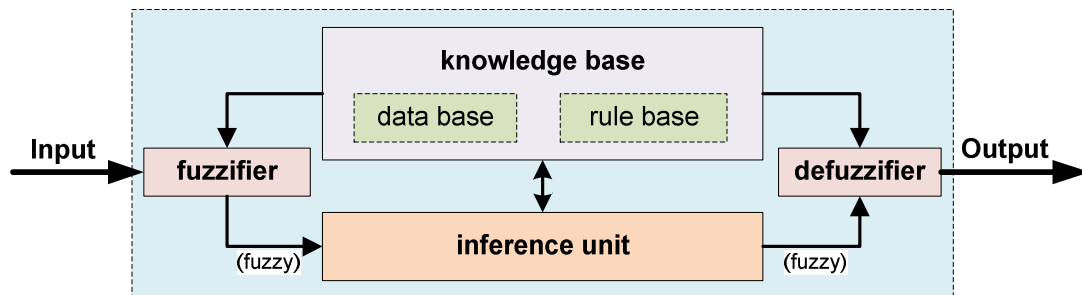 knowledge base
data base
rule base
Input
fuzzifier
defuzzifier
Output
inference unit
(fuzzy)
(fuzzy)